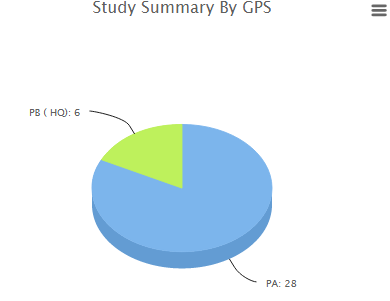 Study Summary By GPS
PB ( HQ): 6
PA: 28